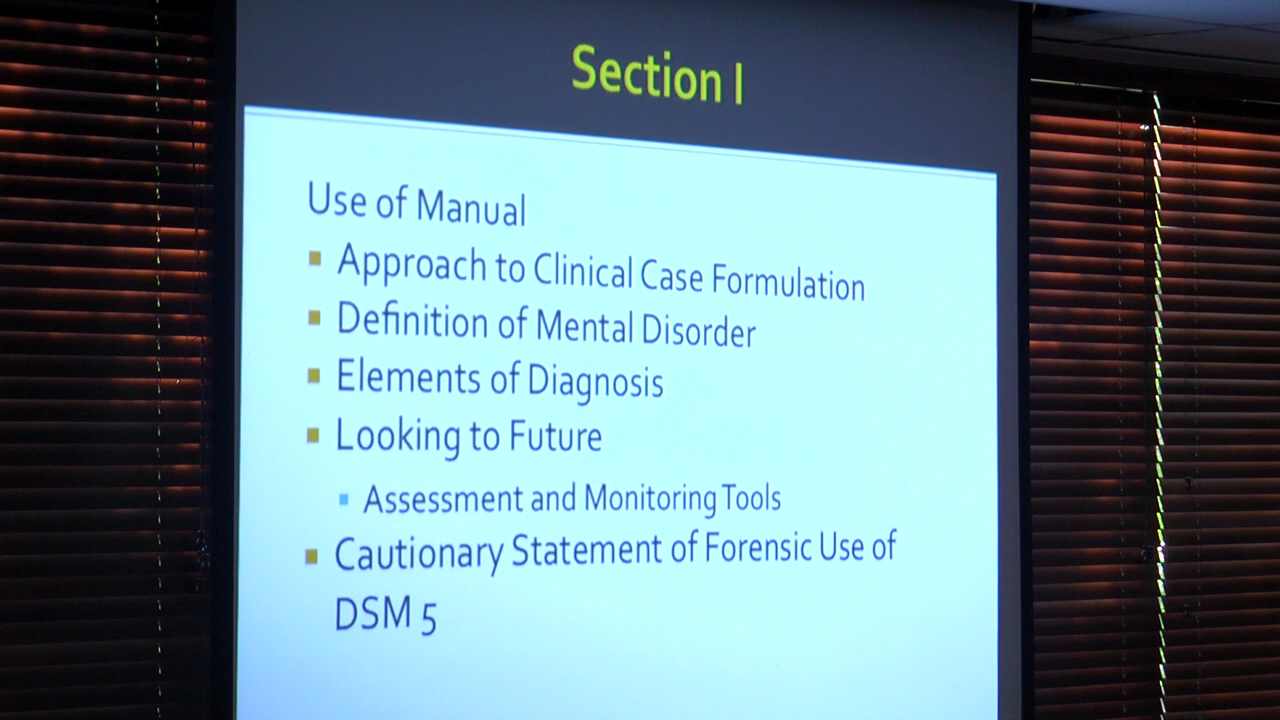 Section I
Use of Manual
Approach to Clinical Case Formulation
Definition of Mental Disorder
Elements of Diagnosis
Looking to Future
Assessment and Monitoring Tools
Cautionary Statement of Forensic Use of
DSM 5